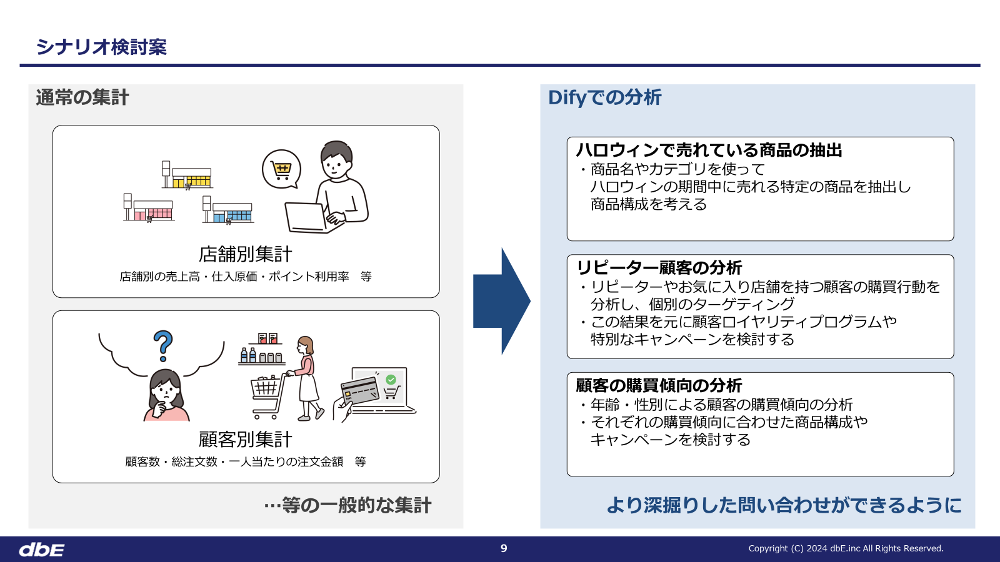 シナリオ検討案
通常の集計
店舗別集計
店舗別の売上高・仕入原価・ポイント利用率　等
?
顧客別集計
顧客数・総注文数・一人当たりの注文金額　等
…等の一般的な集計
Difyでの分析
ハロウィンで売れている商品の抽出
・商品名やカテゴリを使って
ハロウィンの期間中に売れる特定の商品を抽出し
商品構成を考える
リピーター顧客の分析
・リピーターやお気に入り店舗を持つ顧客の購買行動を
分析し、個別のターゲティング
・この結果を元に顧客ロイヤリティプログラムや
特別なキャンペーンを検討する
顧客の購買傾向の分析
・年齢・性別による顧客の購買傾向の分析
・それぞれの購買傾向に合わせた商品構成や
キャンペーンを検討する
より深掘りした問い合わせができるように
dbE
9
Copyright (C) 2024 dbE.inc All Rights Reserved.